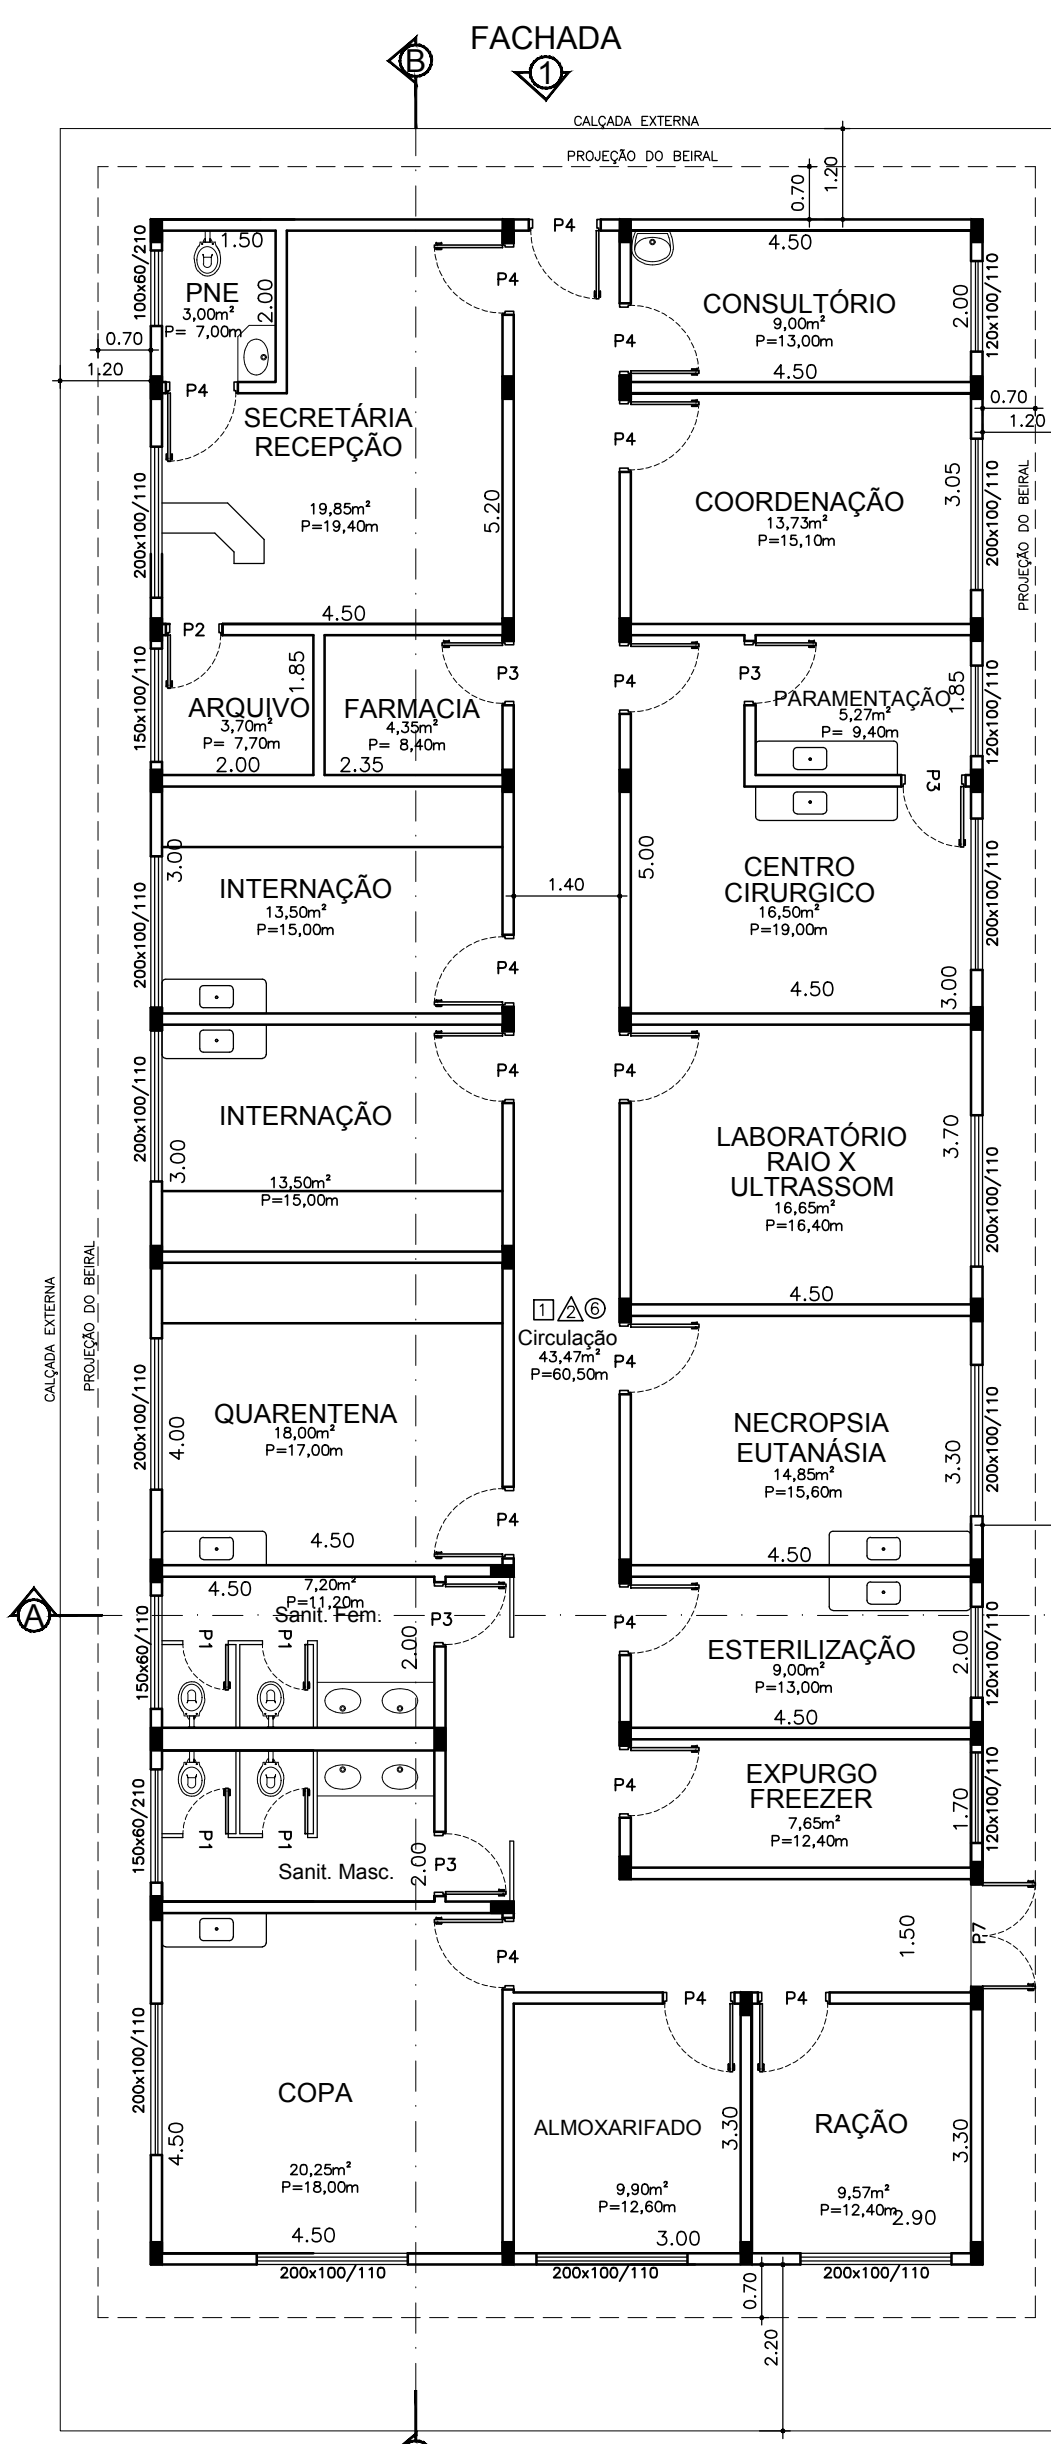 FACHADA
B
1
CALÇADA EXTERNA
PROJEÇÃO DO BEIRAL
0.70
1.20
100x60/210
1.50
PNE
3,00m²
P= 7,00m
2.00
P4
P4
P4
4.50
CONSULTÓRIO
9,00m²
P=13,00m
2.00
120x100/110
P4
4.50
0.70
1.20
P4
SECRETÁRIA
RECEPÇÃO
19,85m²
P=19,40m
5.20
4.50
200x100/110
P4
COORDENAÇÃO
13,73m²
P=15,10m
3.05
200x100/110
0.70
1.20
PROJEÇÃO DO BEIRAL
P2
150x100/110
ARQUIVO
3,70m²
P= 7,70m
2.00
1.85
FARMACIA
4,35m²
P= 8,40m
2.35
P3
P4
P3
PARAMENTAÇÃO
5,27m²
P= 9,40m
1.85
120x100/110
P3
3.00
INTERNAÇÃO
13,50m²
P=15,00m
200x100/110
P4
1.40
5.00
CENTRO
CIRURGICO
16,50m²
P=19,00m
4.50
3.00
200x100/110
200x100/110
INTERNAÇÃO
3.00
13,50m²
P=15,00m
P4
P4
LABORATÓRIO
RAIO X
ULTRASSOM
16,65m²
P=16,40m
3.70
200x100/110
4.50
CALÇADA EXTERNA
PROJEÇÃO DO BEIRAL
1 2 6
Circulação
43,47m²
P=60,50m
P4
200x100/110
QUARENTENA
18,00m²
P=17,00m
4.00
4.50
P4
NECROPSIA
EUTANÁSIA
14,85m²
P=15,60m
3.30
200x100/110
4.50
A
4.50
7,20m²
P=11,20m
Sanit. Fem.
P1
P1
2.00
P3
150x60/110
P4
ESTERILIZAÇÃO
9,00m²
P=13,00m
2.00
120x100/110
4.50
150x60/210
P1
P1
Sanit. Masc.
2.00
P3
P4
EXPURGO
FREEZER
7,65m²
P=12,40m
1.70
120x100/110
P4
1.50
P7
P4
P4
200x100/110
COPA
4.50
20,25m²
P=18,00m
4.50
200x100/110
ALMOXARIFADO
3.30
9,90m²
P=12,60m
3.00
200x100/110
RAÇÃO
3.30
9,57m²
P=12,40m
2.90
200x100/110
0.70
2.20